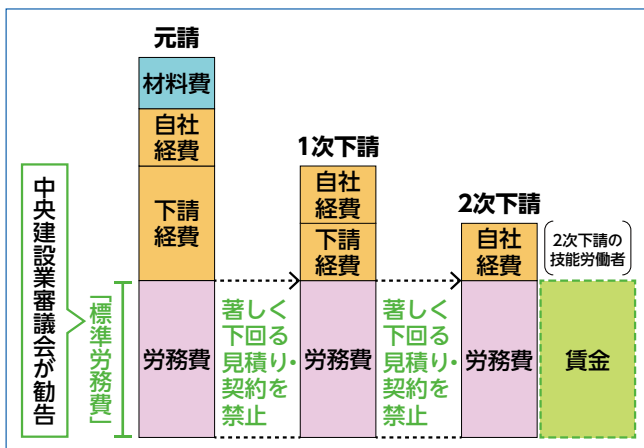 元請
材料費
自社
経費
下請
経費
労務費
1次下請
自社
経費
下請
経費
労務費
2次下請
自社
経費
労務費
(2次下請の
技能労働者)
賃金
中央建設業審議会が勧告
「標準労務費」
著しく
下回る
見積り・
契約を
禁止
著しく
下回る
見積り・
契約を
禁止